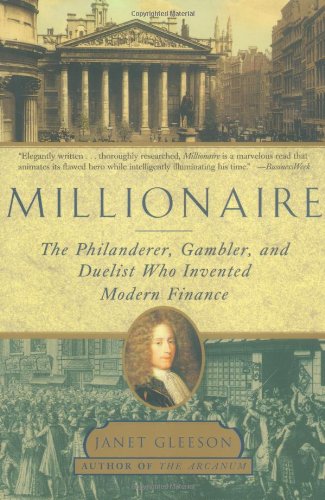 "Elegantly written . . . thoroughly researched, Millionaire is a marvelous read that
animates its flawed hero while intelligently illuminating his time." —BusinessWeek
MILLIONAIRE
The Philanderer, Gambler, and
Duelist Who Invented
Modern Finance
JANET GLEESON
AUTHOR OF THE ARCANUM